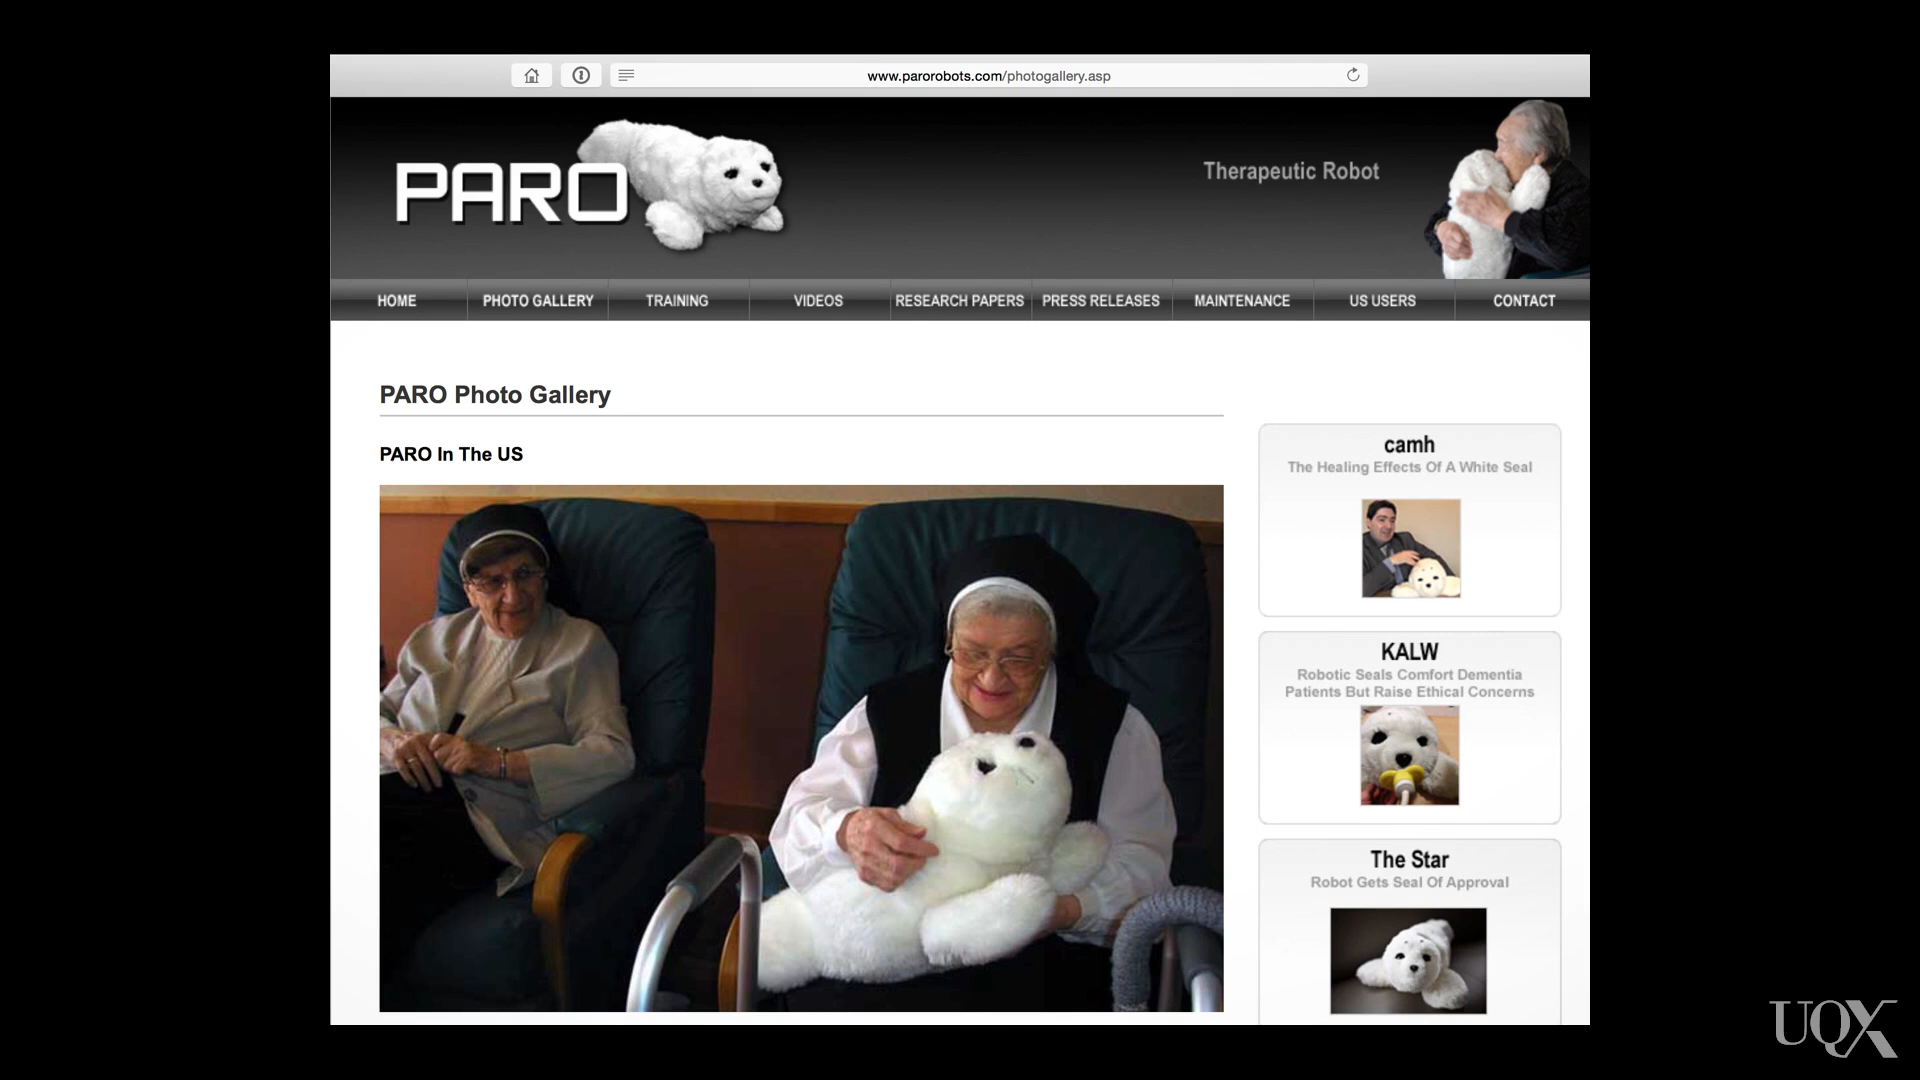 www.parorobots.com/photogallery.asp
PARO
Therapeutic Robot
HOME
PHOTO GALLERY
TRAINING
VIDEOS
RESEARCH PAPERS
PRESS RELEASES
MAINTENANCE
US USERS
CONTACT
PARO Photo Gallery
PARO In The US
camh
The Healing Effects Of A White Seal
KALW
Robotic Seals Comfort Dementia
Patients But Raise Ethical Concerns
The Star
Robot Gets Seal Of Approval
UQX